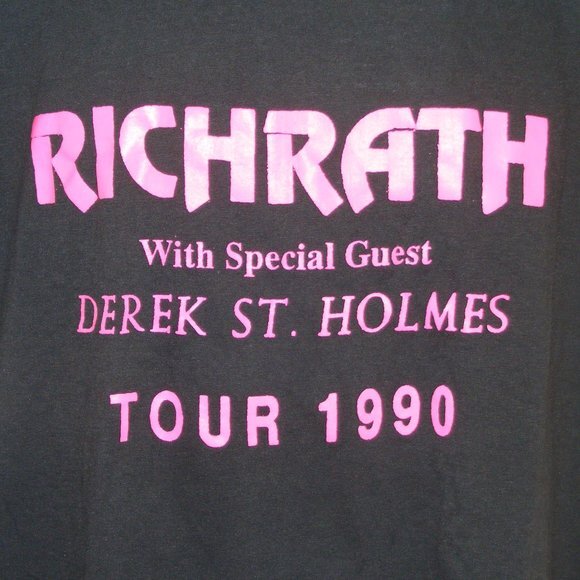 RICHRATH
With Special Guest
DEREK ST. HOLMES
TOUR 1990